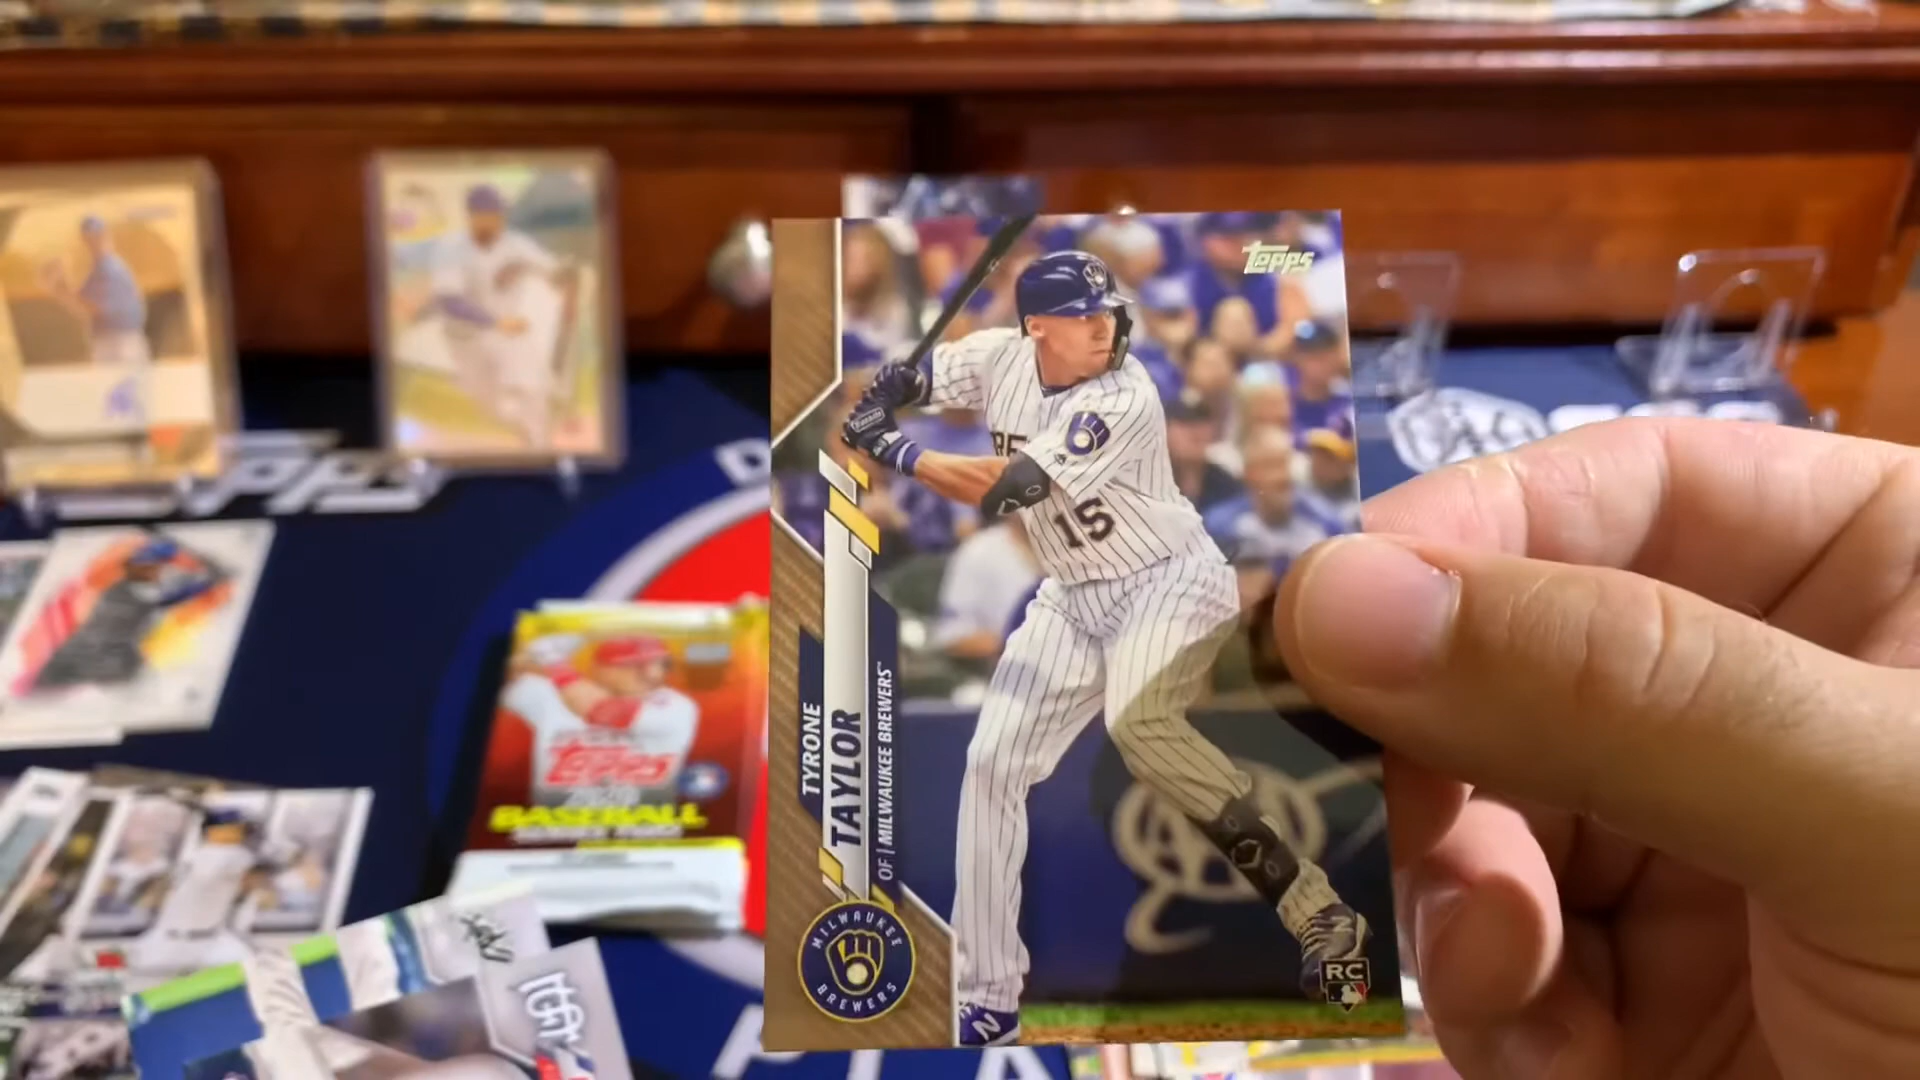 Topps
15
TYRONE
TAYLOR
OF | MILWAUKEE BREWERS
MILWAUKEE
BREWERS
RC
Topps
2020
BASEBALL